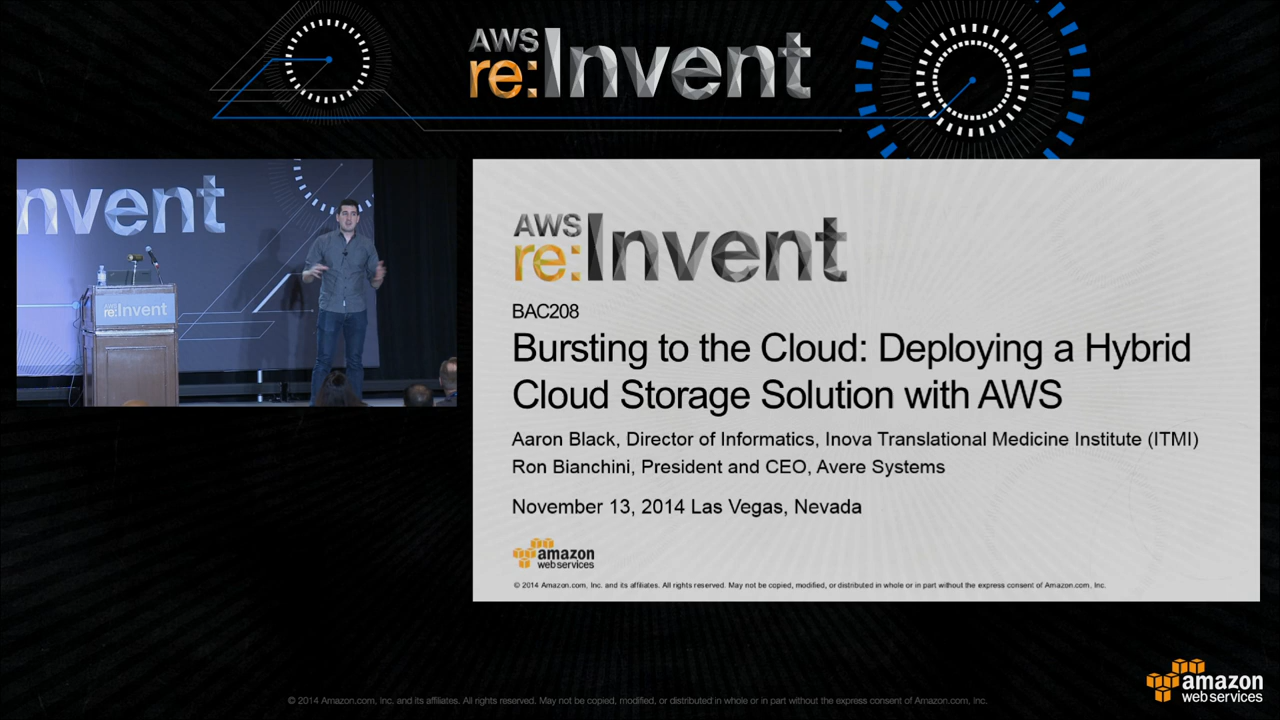 AWS
re:Invent
nvent
AWS
re:Invent
AWS
re:Invent
BAC208
Bursting to the Cloud: Deploying a Hybrid
Cloud Storage Solution with AWS
Aaron Black, Director of Informatics, Inova Translational Medicine Institute (ITMI)
Ron Bianchini, President and CEO, Avere Systems
November 13, 2014 Las Vegas, Nevada
amazon
web services
© 2014 Amazon.com, Inc. and its affiliates. All rights reserved. May not be copied, modified, or distributed in whole or in part without the express consent of Amazon.com, Inc.
© 2014 Amazon.com, Inc. and its affiliates. All rights reserved. May not be copied, modified, or distributed in whole or in part without the express consent of Amazon.com, Inc.
amazon
web services